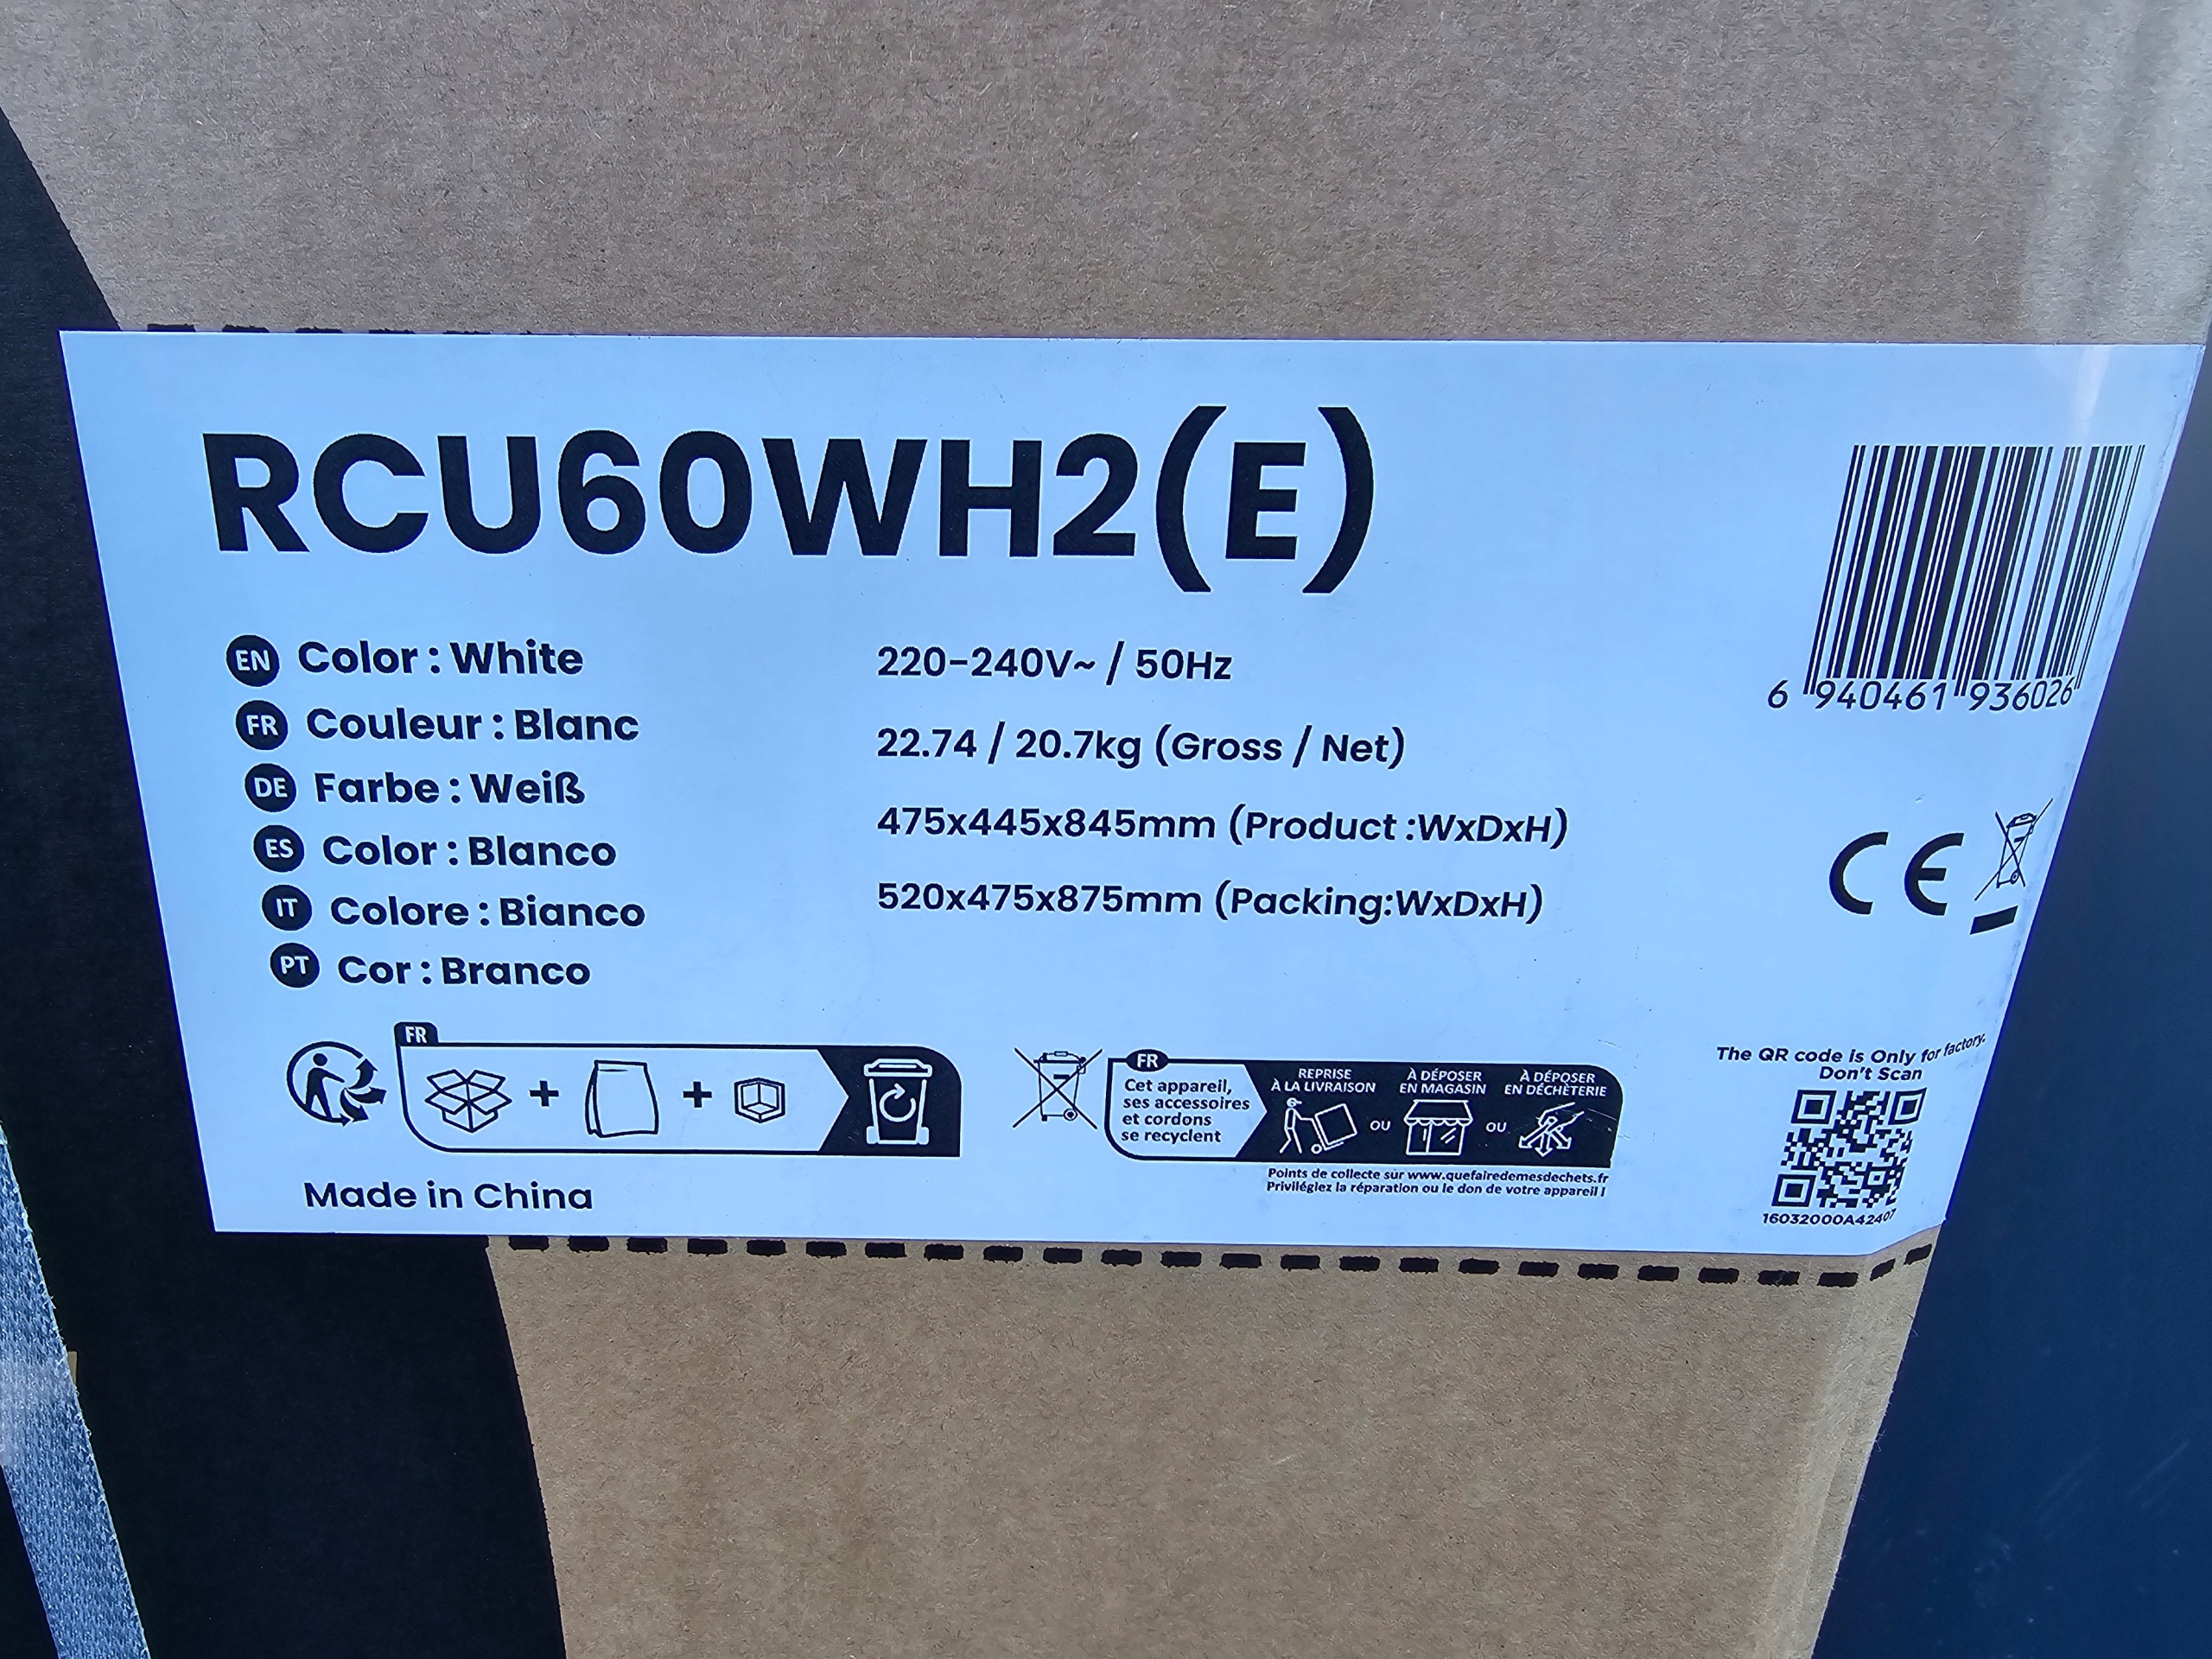 RCU60WH2(E)
EN Color : White
FR Couleur : Blanc
DE Farbe : Weiß
ES Color : Blanco
IT Colore : Bianco
PT Cor : Branco
220-240V~ / 50Hz
22.74 / 20.7kg (Gross / Net)
475x445x845mm (Product :WxDxH)
520x475x875mm (Packing:WxDxH)
6 940461 936026
CE
FR
+ +
Made in China
FR
Cet appareil,
ses accessoires
et cordons
se recyclent
REPRISE
À LA LIVRAISON
OU
À DÉPOSER
EN MAGASIN
OU
À DÉPOSER
EN DÉCHÈTERIE
Points de collecte sur www.quefairedemesdechets.fr
Privilégiez la réparation ou le don de votre appareil !
The QR code is Only for factory.
Don't Scan
16032000A42407